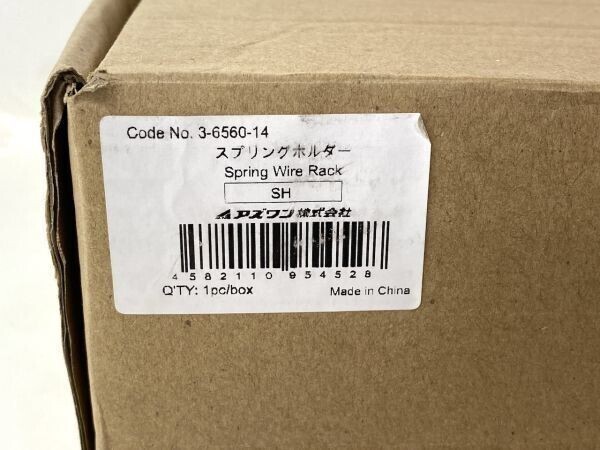 Code No. 3-6560-14
スプリングホルダー
Spring Wire Rack
SH
アズワン株式会社
4 582110 954528
Q'TY: 1pc/box
Made in China